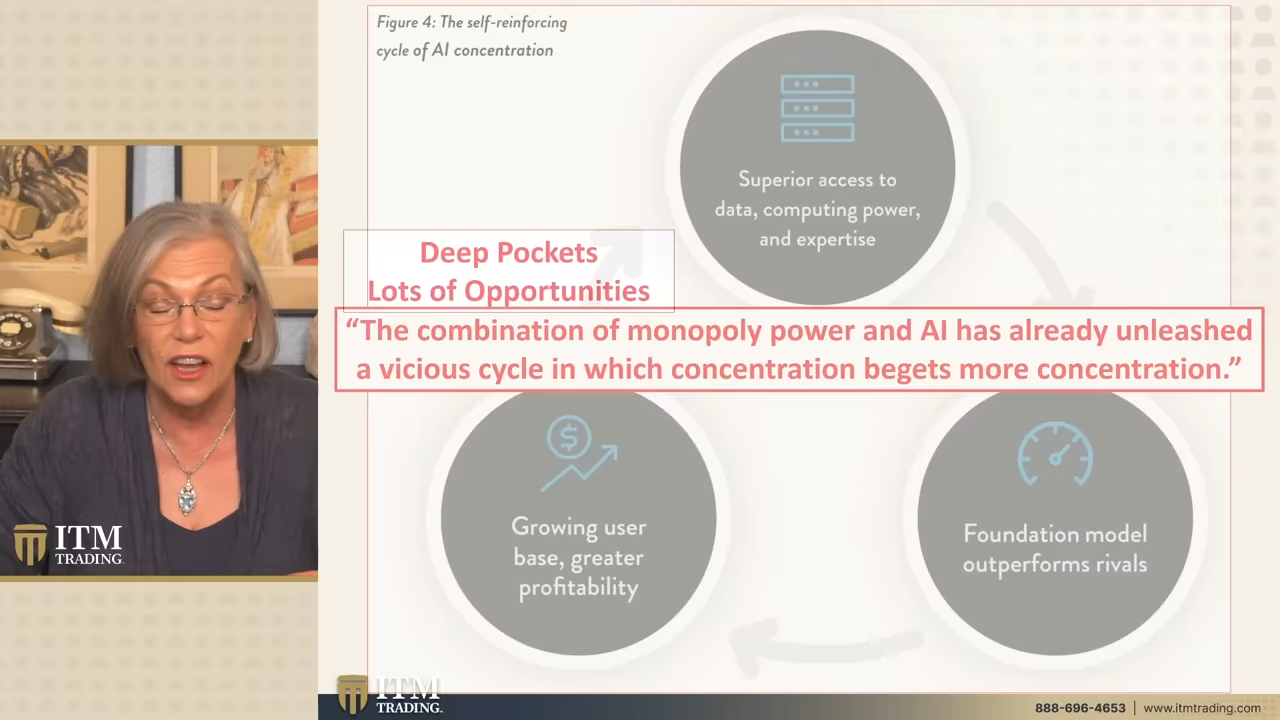 Figure 4: The self-reinforcing
cycle of AI concentration
Superior access to
data, computing power,
and expertise
Deep Pockets
Lots of Opportunities
“The combination of monopoly power and AI has already unleashed
a vicious cycle in which concentration begets more concentration.”
Growing user
base, greater
profitability
Foundation model
outperforms rivals
ITM
TRADING.
ITM
TRADING.
888-696-4653 | www.itmtrading.com